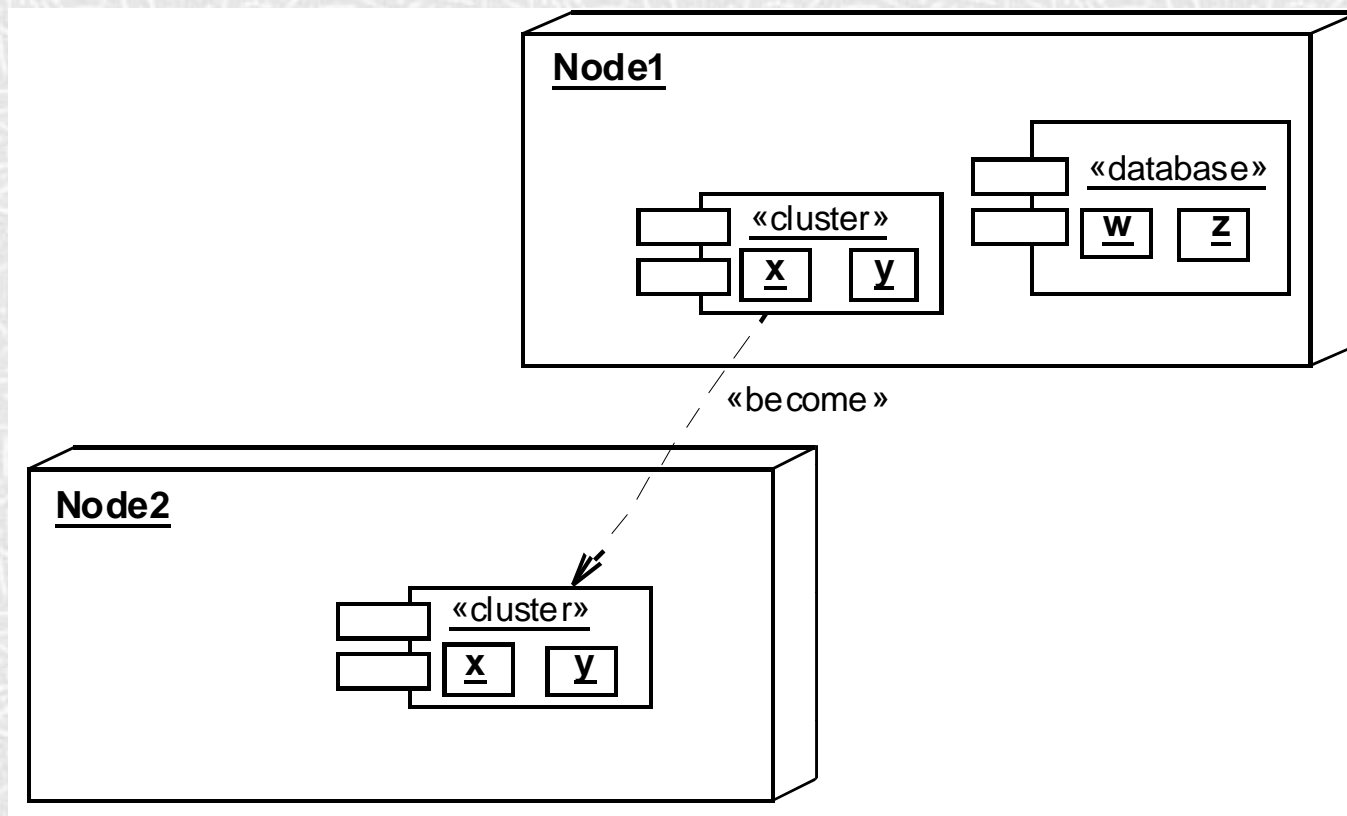 Node1
«database»
w z
«cluster»
x y
«become»
Node2
«cluster»
x y